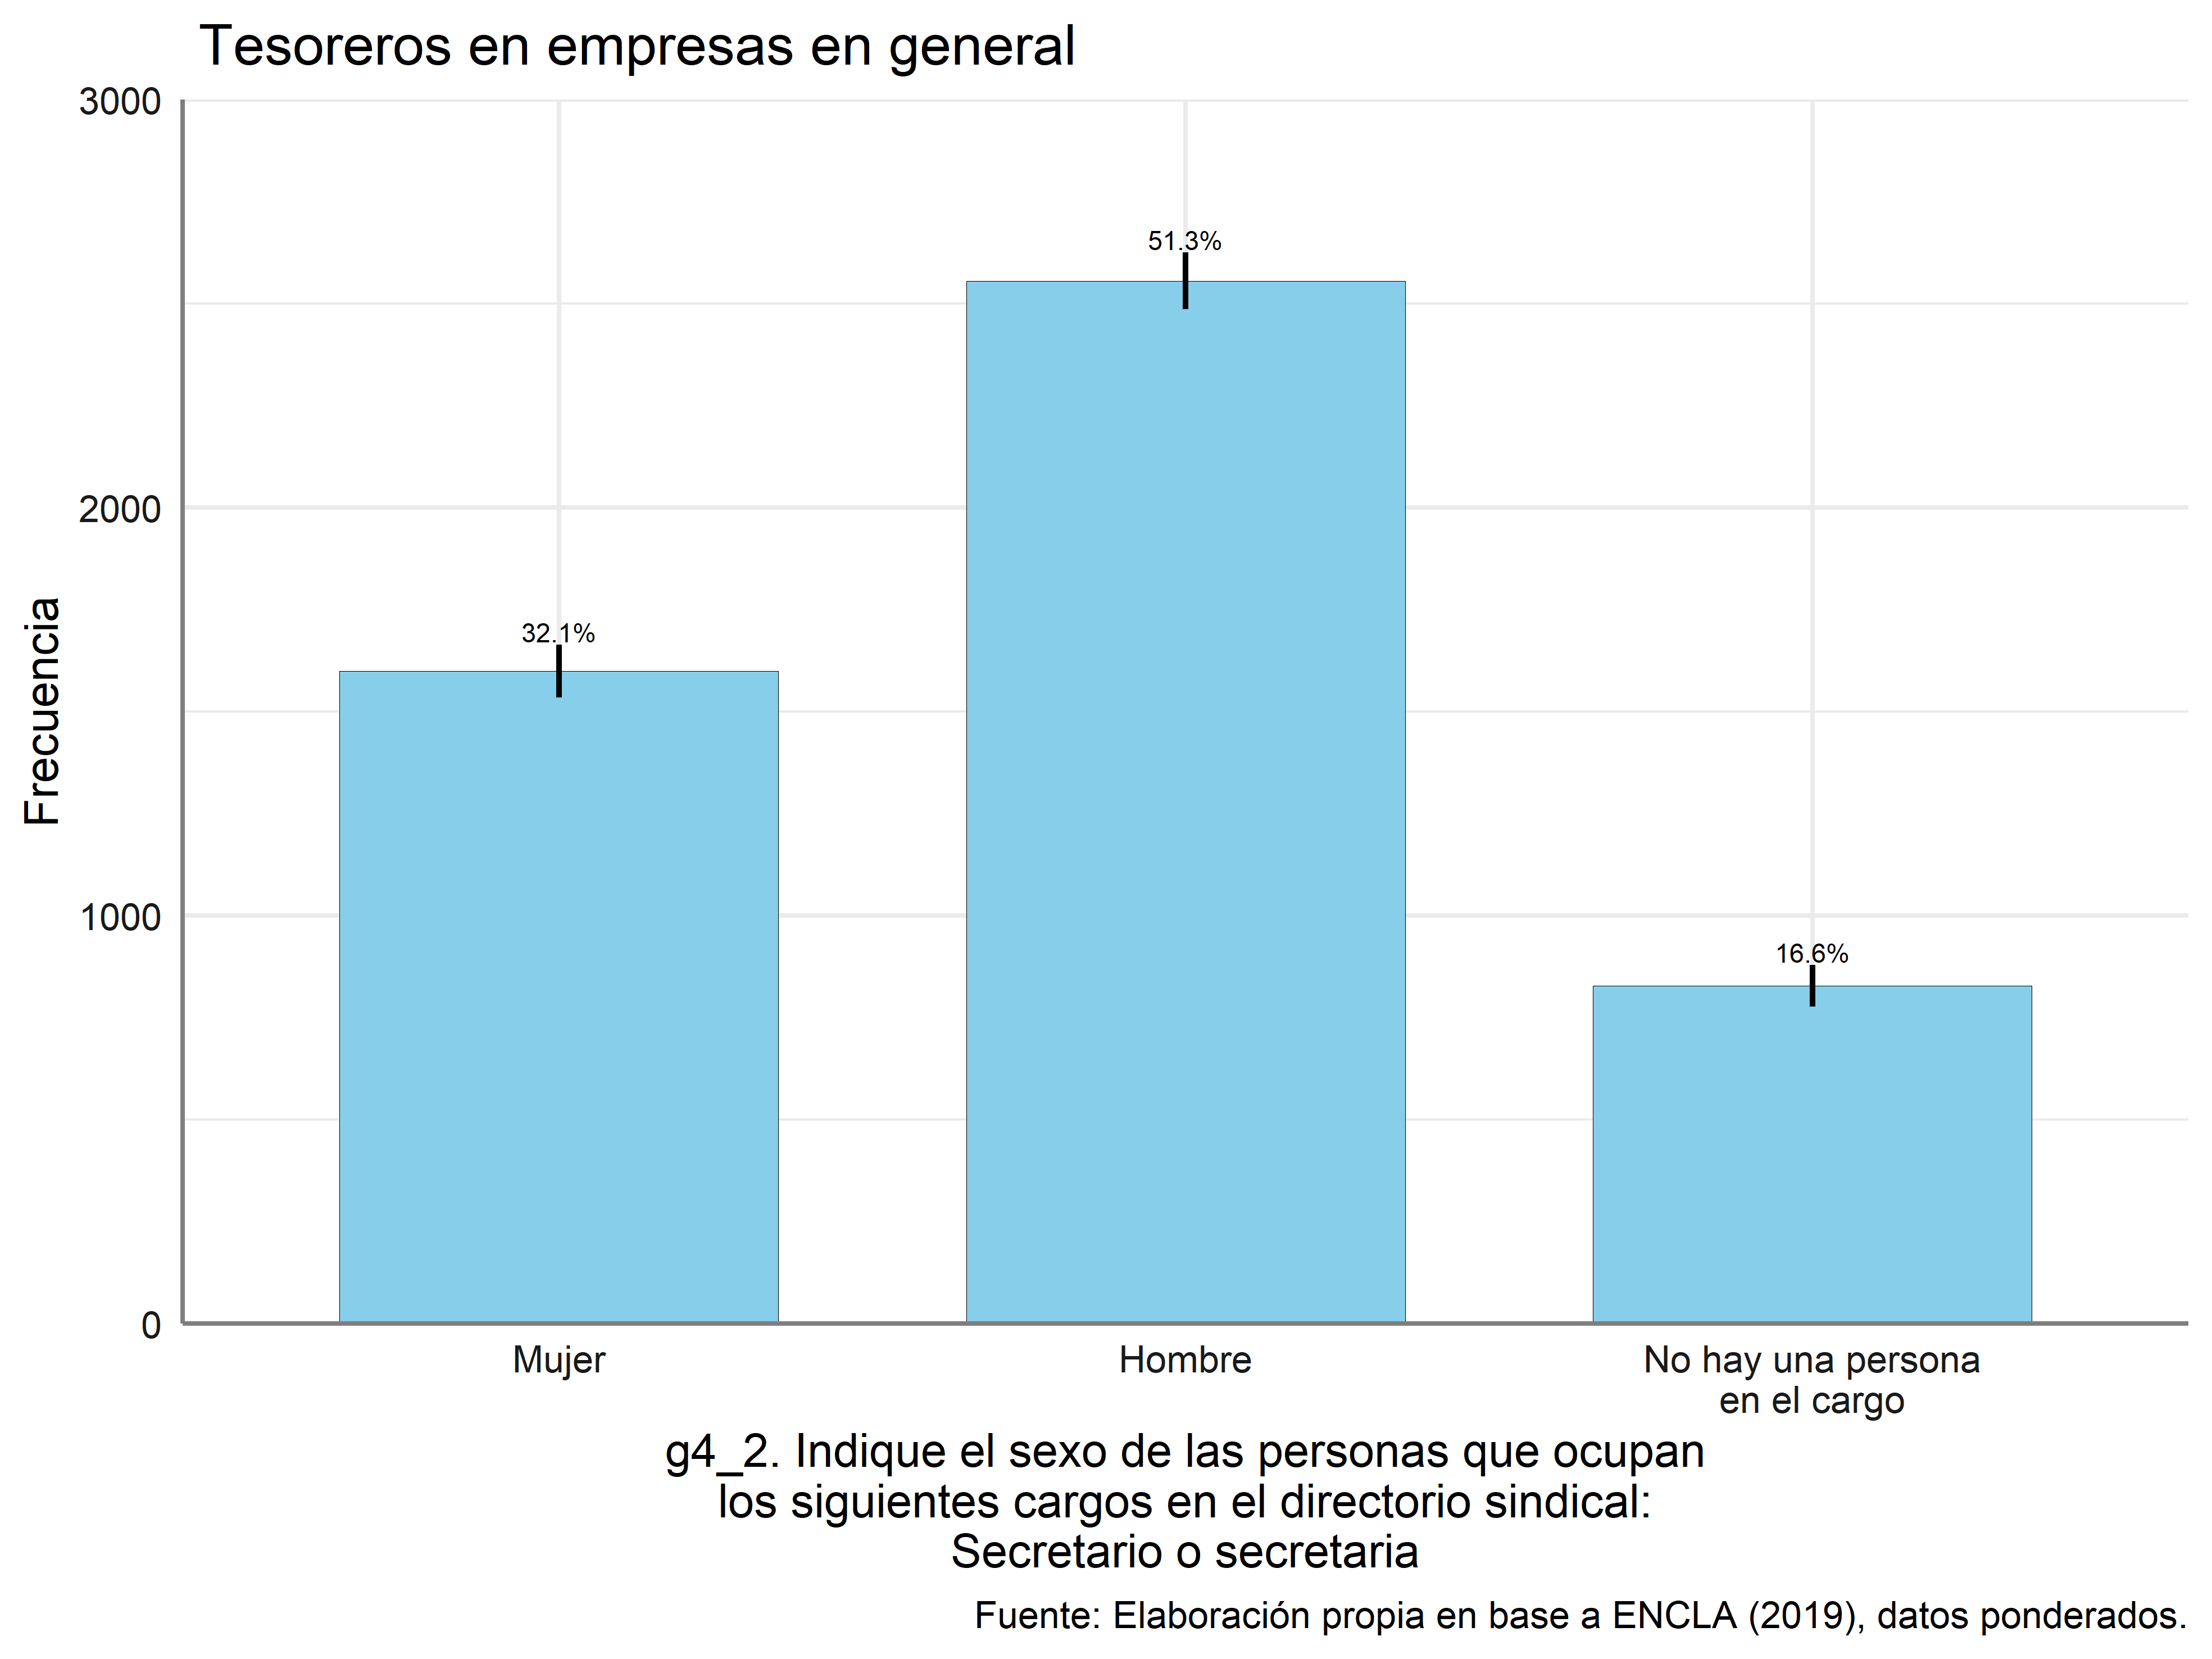 Tesoreros en empresas en general
3000
2000
1000
0
Frecuencia
32.1%
51.3%
16.6%
Mujer
Hombre
No hay una persona
en el cargo
g4_2. Indique el sexo de las personas que ocupan
los siguientes cargos en el directorio sindical:
Secretario o secretaria
Fuente: Elaboración propia en base a ENCLA (2019), datos ponderados.